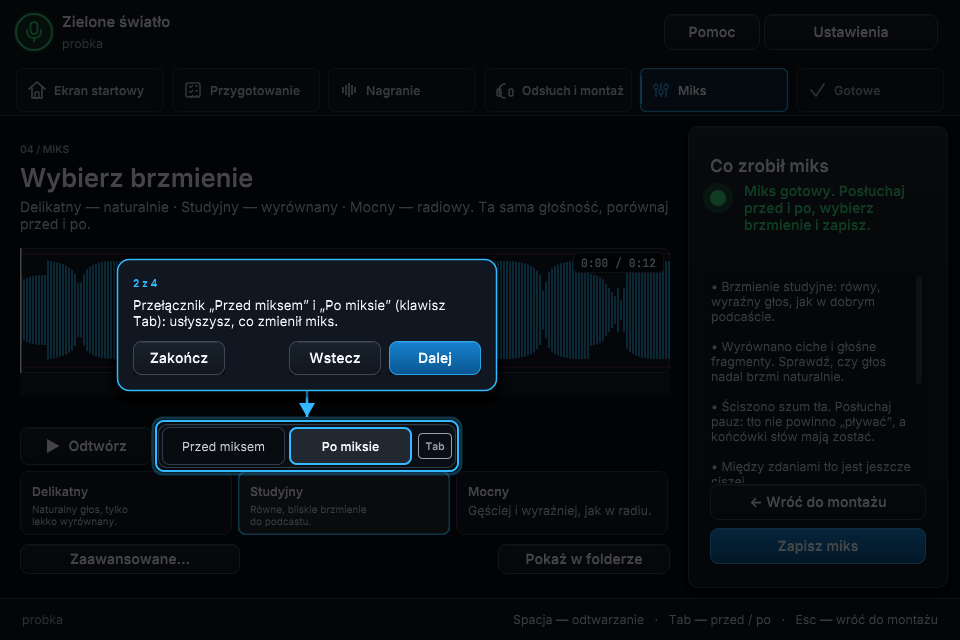 Zielone światło
probka
Pomoc
Ustawienia
Ekran startowy
Przygotowanie
Nagranie
Odsłuch i montaż
Miks
Gotowe
04 / MIKS
Wybierz brzmienie
Delikatny — naturalnie · Studyjny — wyrównany · Mocny — radiowy. Ta sama głośność, porównaj
przed i po.
0:00 / 0:12
2 z 4
Przełącznik „Przed miksem” i „Po miksie” (klawisz
Tab): usłyszysz, co zmienił miks.
Zakończ
Wstecz
Dalej
Odtwórz
Przed miksem
Po miksie
Tab
Delikatny
Naturalny głos, tylko
lekko wyrównany.
Studyjny
Równe, bliskie brzmienie
do podcastu.
Mocny
Gęściej i wyraźniej, jak w radiu.
Zaawansowane...
Pokaż w folderze
Co zrobił miks
Miks gotowy. Posłuchaj
przed i po, wybierz
brzmienie i zapisz.
• Brzmienie studyjne: równy,
wyraźny głos, jak w dobrym
podcaście.
• Wyrównano ciche i głośne
fragmenty. Sprawdź, czy głos
nadal brzmi naturalnie.
• Ściszono szum tła. Posłuchaj
pauz: tło nie powinno „pływać”, a
końcówki słów mają zostać.
• Między zdaniami tło jest jeszcze
ciszej.
← Wróć do montażu
Zapisz miks
probka
Spacja — odtwarzanie · Tab — przed / po · Esc — wróć do montażu